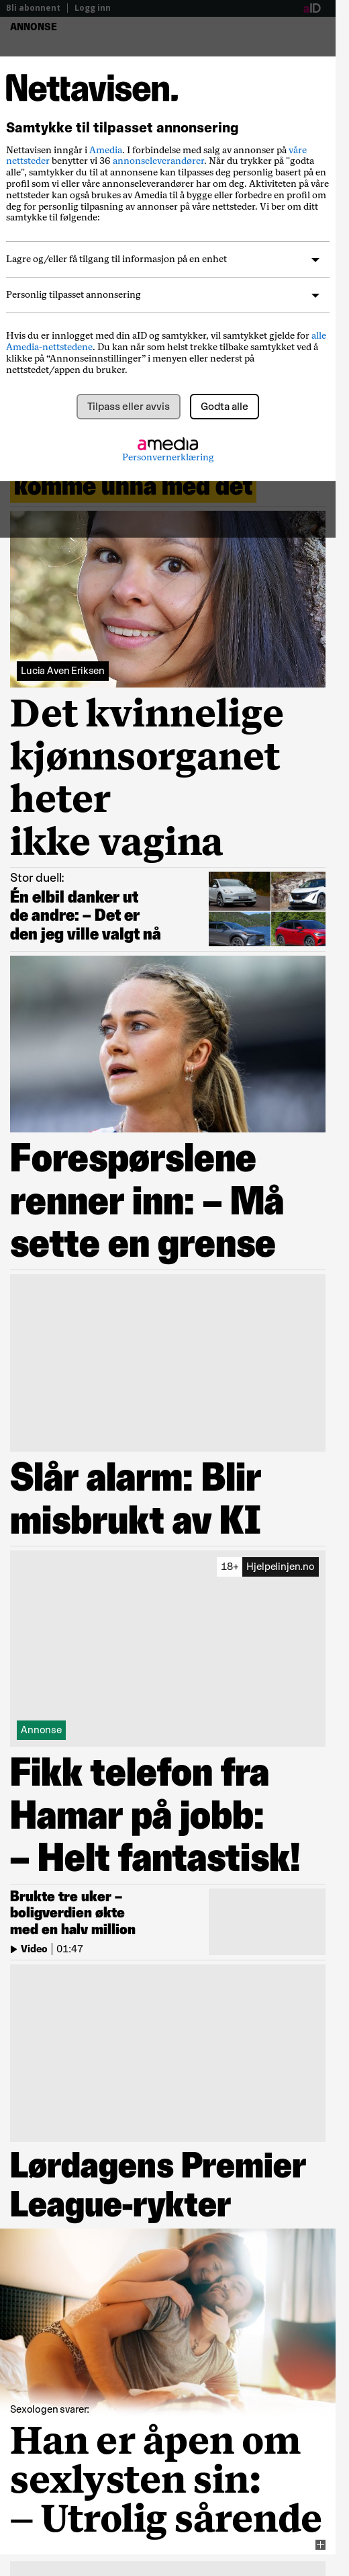 Bli abonnent | Logg inn
aID
ANNONSE
Nettavisen.
Samtykke til tilpasset annonsering
Nettavisen inngår i Amedia. I forbindelse med salg av annonser på våre
nettsteder benytter vi 36 annonseleverandører. Når du trykker på "godta
alle", samtykker du til at annonsene kan tilpasses deg personlig basert på en
profil som vi eller våre annonseleverandører har om deg. Aktiviteten på våre
nettsteder kan også brukes av Amedia til å bygge eller forbedre en profil om
deg for personlig tilpasning av annonser på våre nettsteder. Vi ber om ditt
samtykke til følgende:
Lagre og/eller få tilgang til informasjon på en enhet
Personlig tilpasset annonsering
Hvis du er innlogget med din aID og samtykker, vil samtykket gjelde for alle
Amedia-nettstedene. Du kan når som helst trekke tilbake samtykket ved å
klikke på “Annonseinnstillinger” i menyen eller nederst på
nettstedet/appen du bruker.
Tilpass eller avvis
Godta alle
amedia
Personvernerklæring
komme unna med det
Lucia Aven Eriksen
Det kvinnelige
kjønnsorganet
heter
ikke vagina
Stor duell:
Én elbil danker ut
de andre: – Det er
den jeg ville valgt nå
Forespørslene
renner inn: – Må
sette en grense
Slår alarm: Blir
misbrukt av KI
18+ Hjelpelinjen.no
Annonse
Fikk telefon fra
Hamar på jobb:
– Helt fantastisk!
Brukte tre uker –
boligverdien økte
med en halv million
Video | 01:47
Lørdagens Premier
League-rykter
Sexologen svarer:
Han er åpen om
sexlysten sin:
– Utrolig sårende